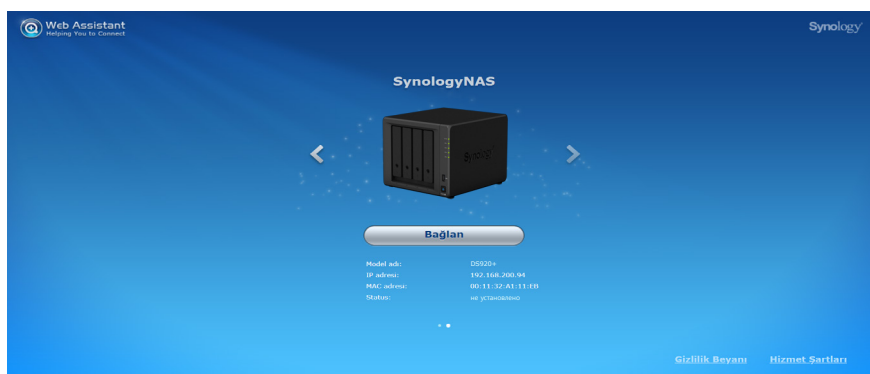 Web Assistant
Helping You to Connect
Synology
SynologyNAS
Synology
Bağlan
Model adı: DS920+
IP adresi: 192.168.200.94
MAC adresi: 00:11:32:A1:11:EB
Status: не установлено
Gizlilik Beyanı Hizmet Şartları